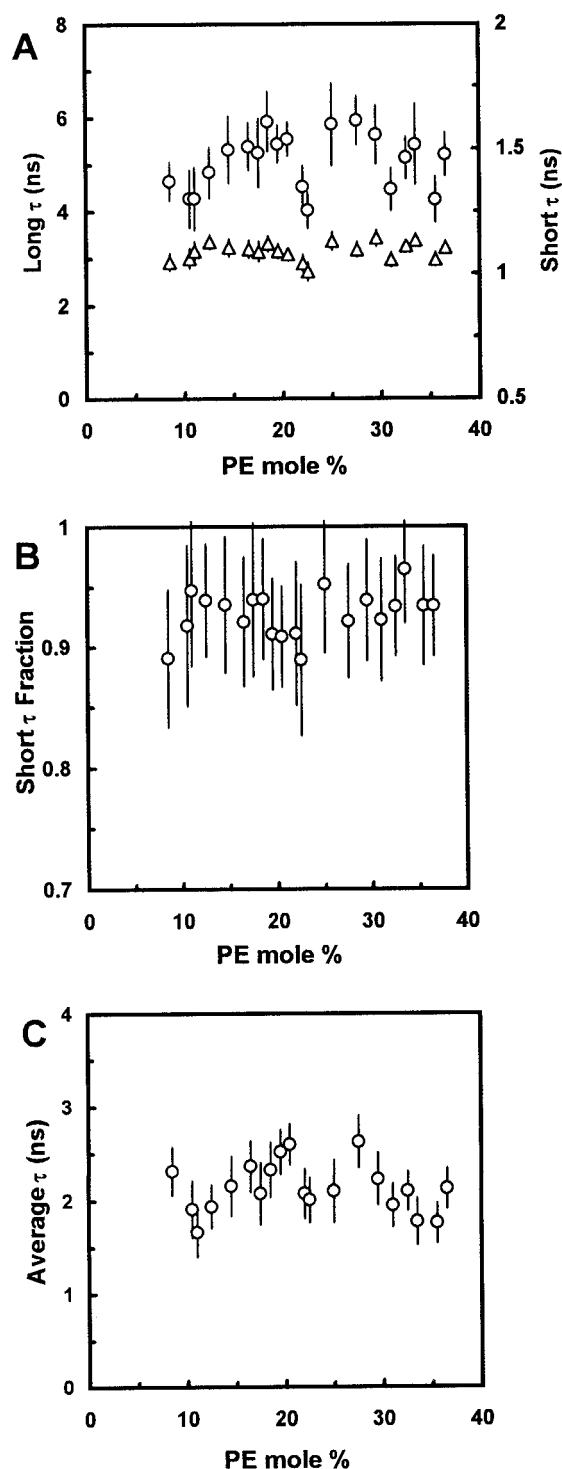 A
Long τ (ns)
8
6
4
2
0
2
1.5
1
0.5
Short τ (ns)
0 10 20 30 40
PE mole %
B
Short τ Fraction
1
0.9
0.8
0.7
0 10 20 30 40
PE mole %
C
Average τ (ns)
4
3
2
1
0
0 10 20 30 40
PE mole %